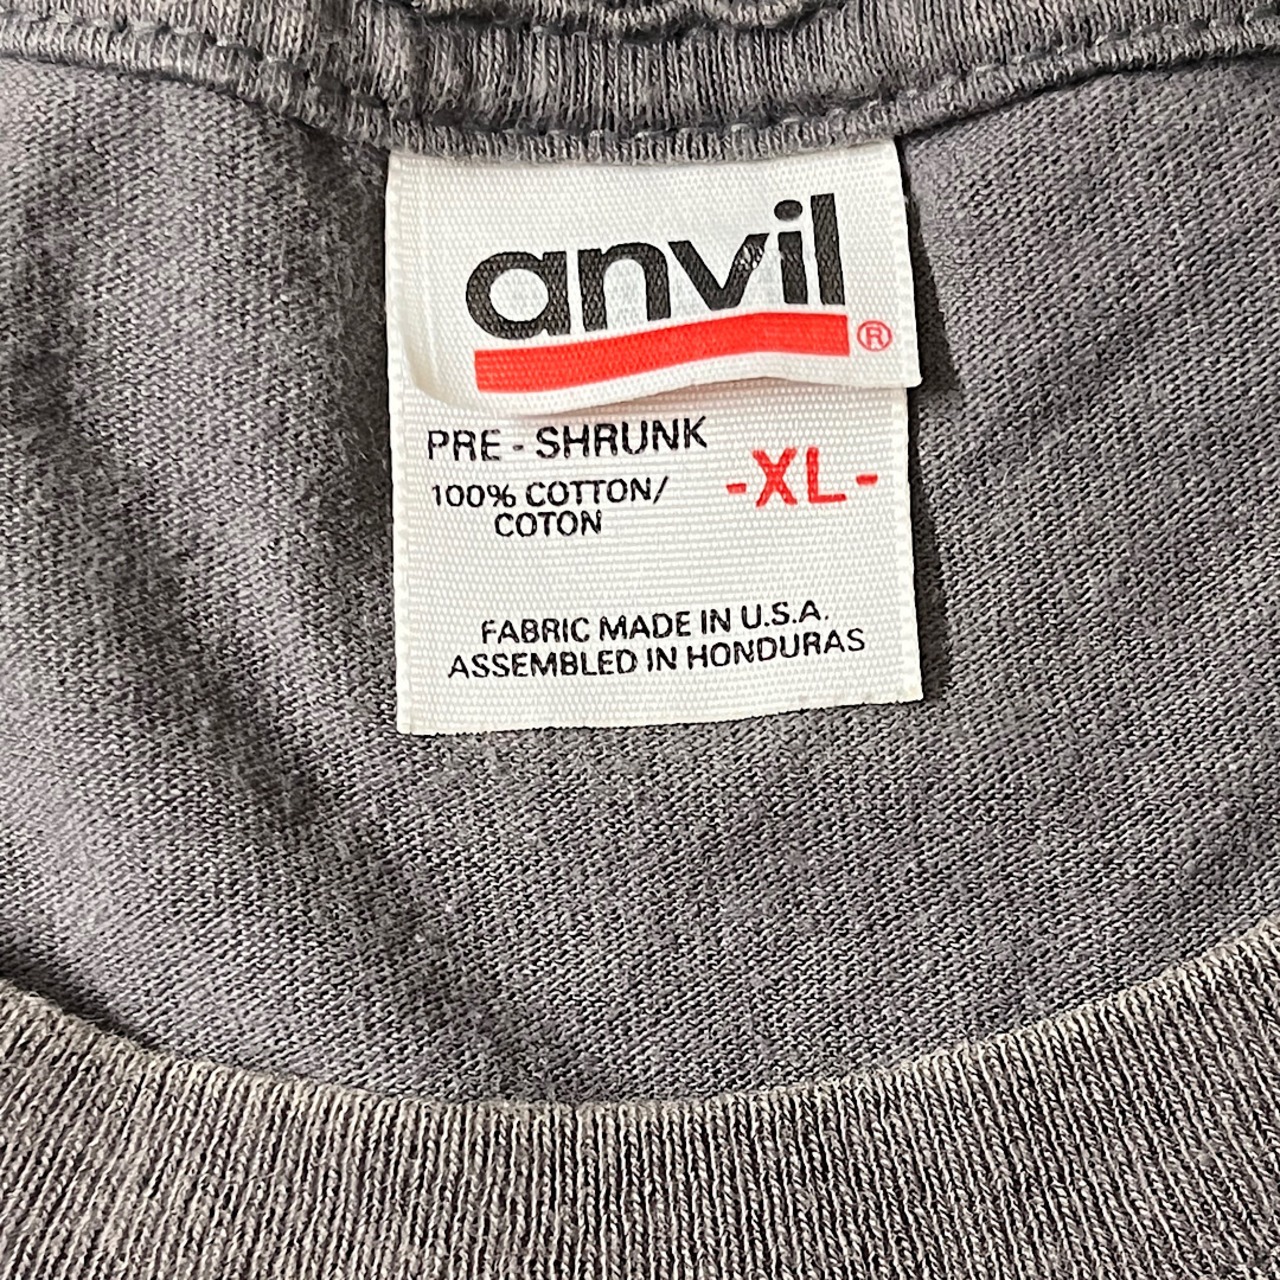 anvil®
PRE - SHRUNK
-XL-
100% COTTON/
COTON
FABRIC MADE IN U.S.A.
ASSEMBLED IN HONDURAS